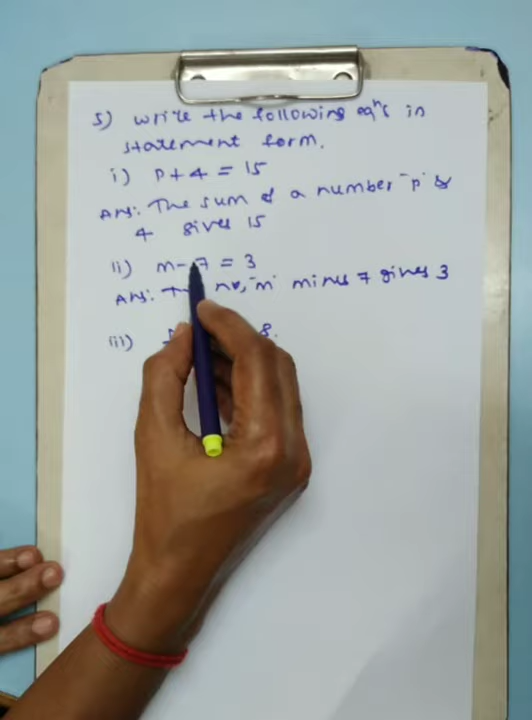 5) Write the following eqn's in
statement form.
i) P + 4 = 15
Ans: The sum of a number "p" &
4 gives 15
ii) m - 7 = 3
Ans: no, "m" minus 7 gives 3
iii) 8.